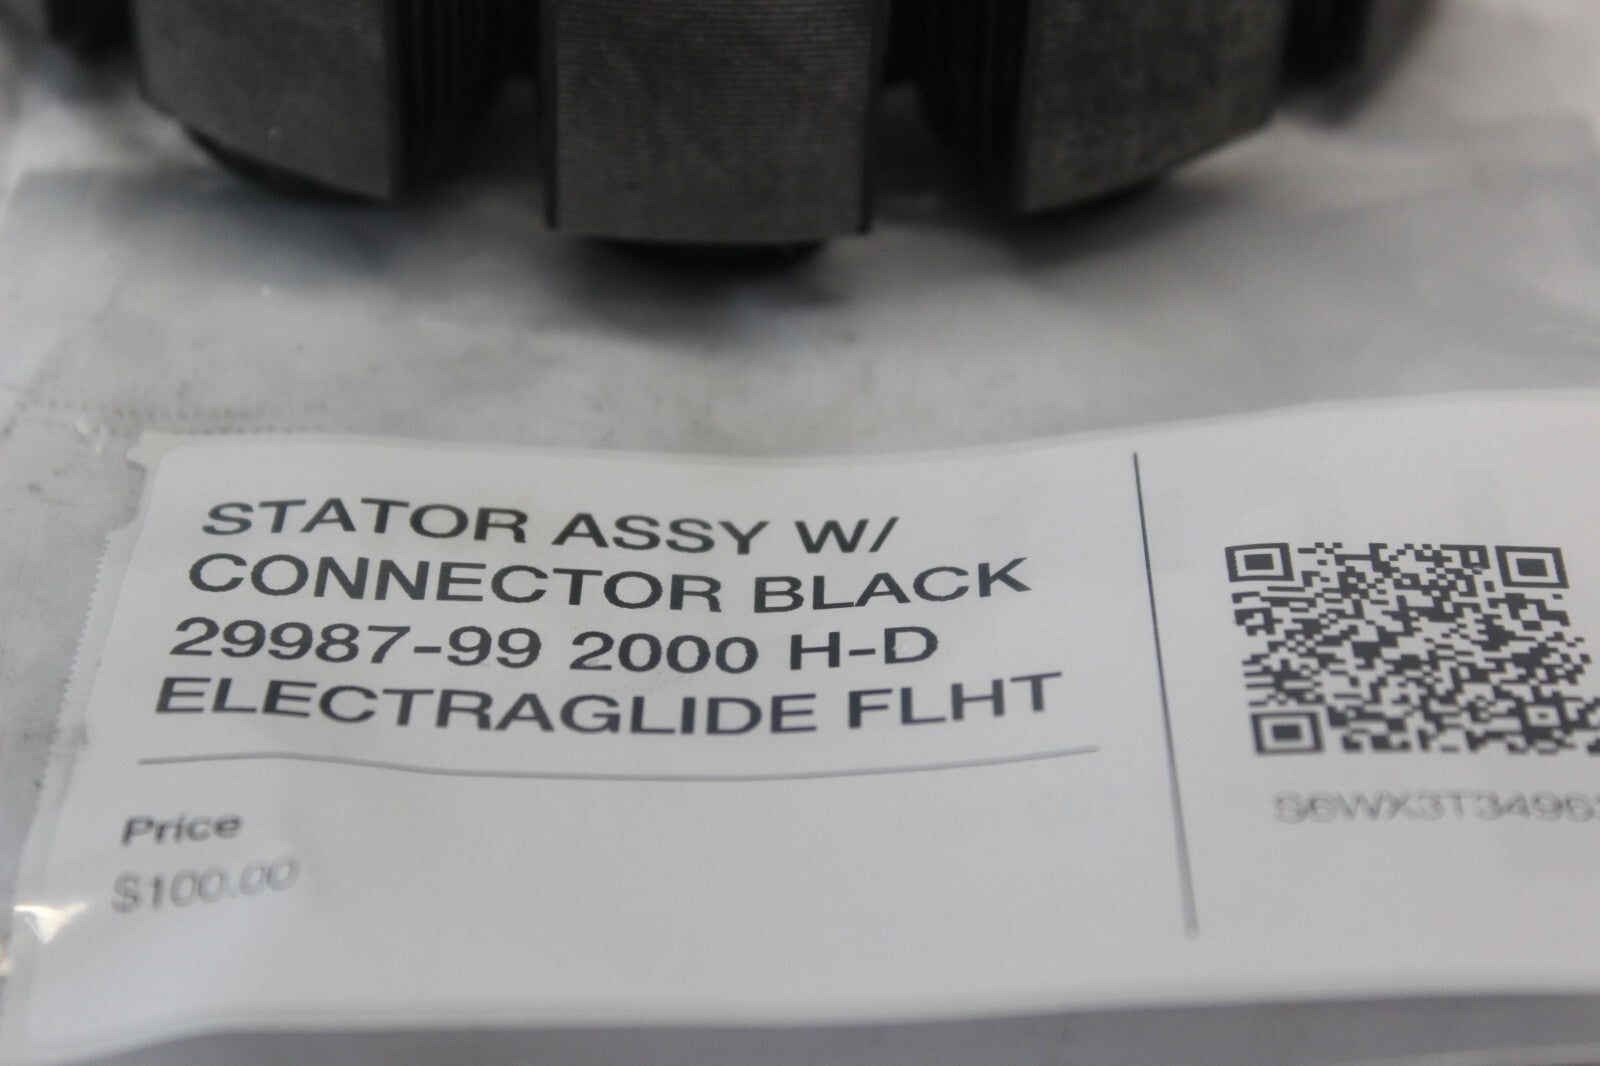 STATOR ASSY W/
CONNECTOR BLACK
29987-99 2000 H-D
ELECTRAGLIDE FLHT
Price
$100.00